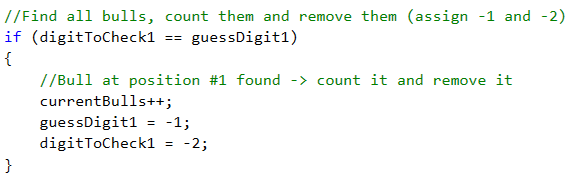 //Find all bulls, count them and remove them (assign -1 and -2)
if (digitToCheck1 == guessDigit1)
{
    //Bull at position #1 found -> count it and remove it
    currentBulls++;
    guessDigit1 = -1;
    digitToCheck1 = -2;
}